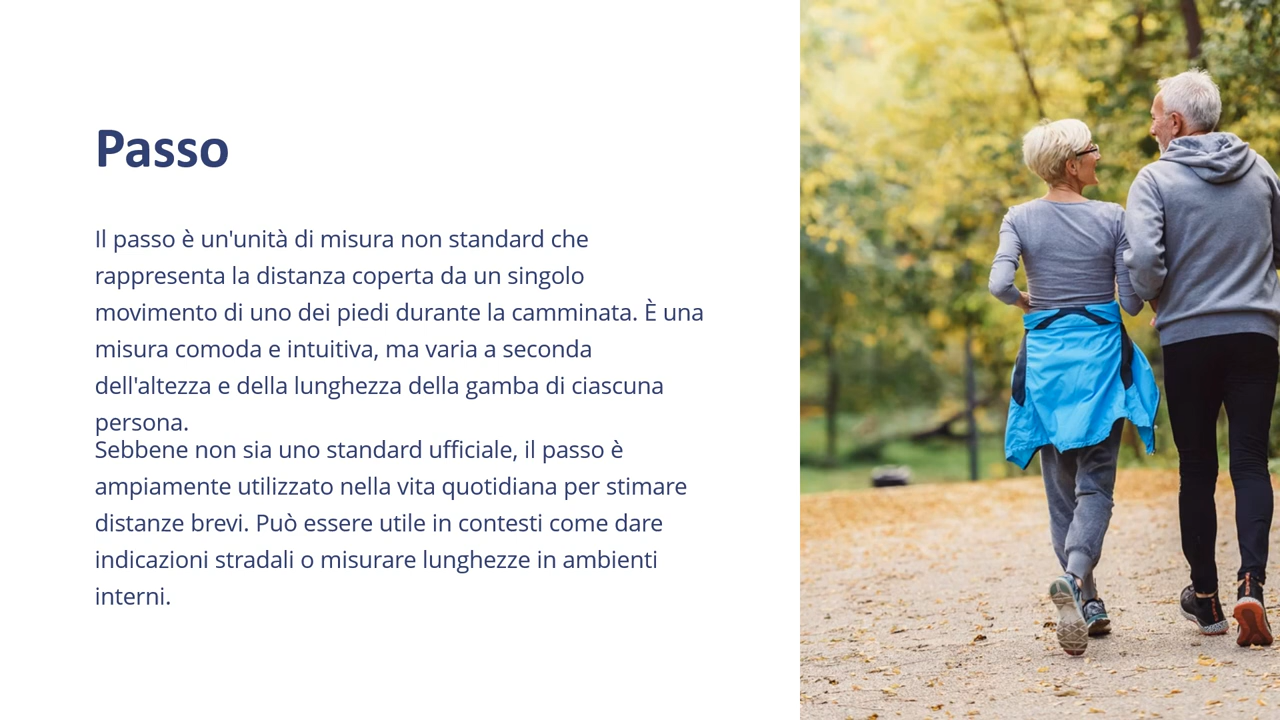 Passo
Il passo è un'unità di misura non standard che
rappresenta la distanza coperta da un singolo
movimento di uno dei piedi durante la camminata. È una
misura comoda e intuitiva, ma varia a seconda
dell'altezza e della lunghezza della gamba di ciascuna
persona.
Sebbene non sia uno standard ufficiale, il passo è
ampiamente utilizzato nella vita quotidiana per stimare
distanze brevi. Può essere utile in contesti come dare
indicazioni stradali o misurare lunghezze in ambienti
interni.